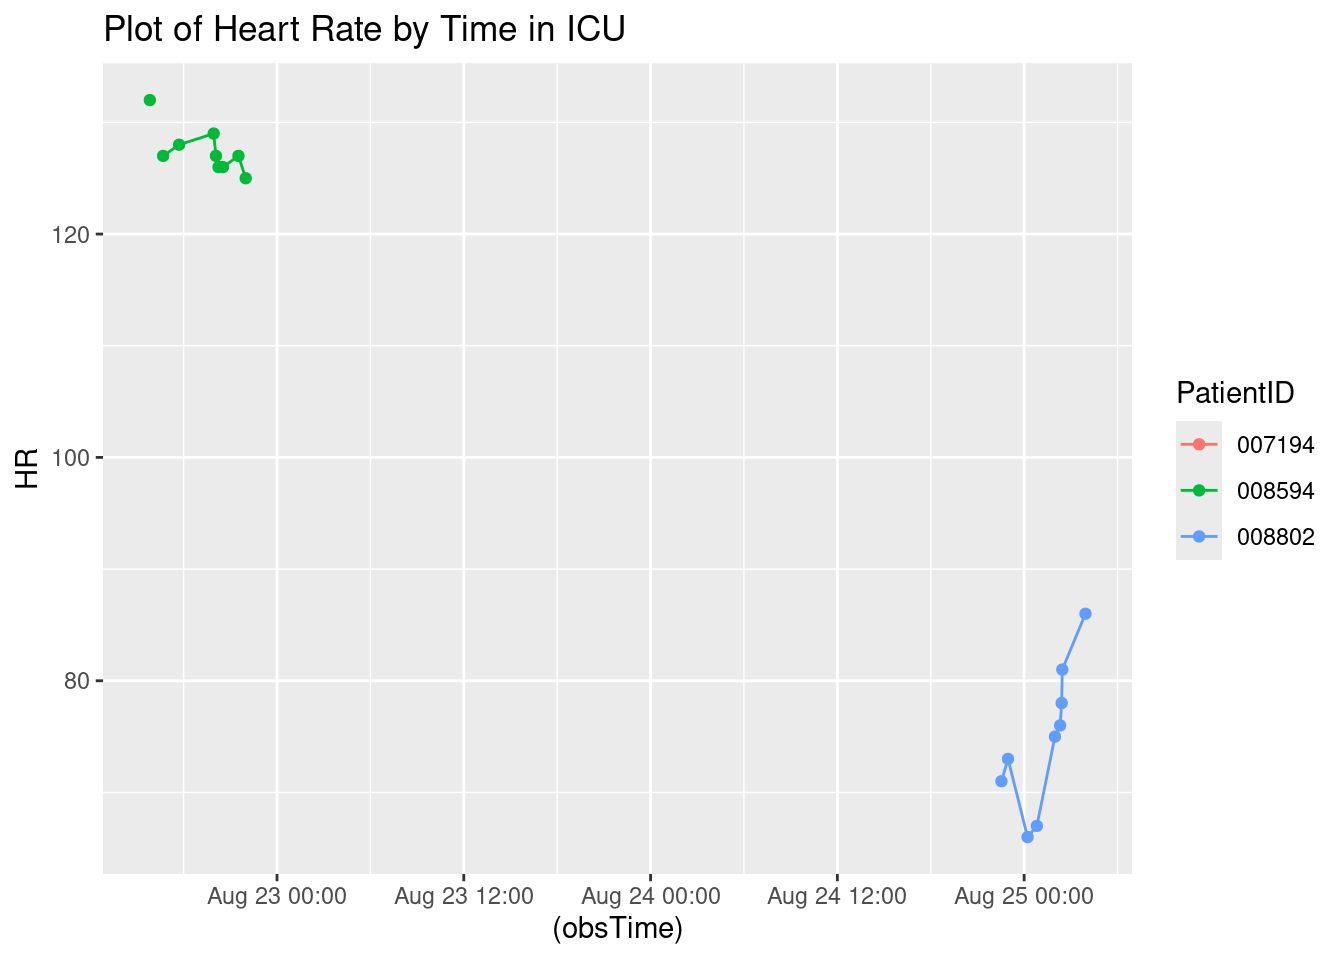 Plot of Heart Rate by Time in ICU
120
100
80
HR
Aug 23 00:00
Aug 23 12:00
Aug 24 00:00
Aug 24 12:00
Aug 25 00:00
(obsTime)
PatientID
007194
008594
008802